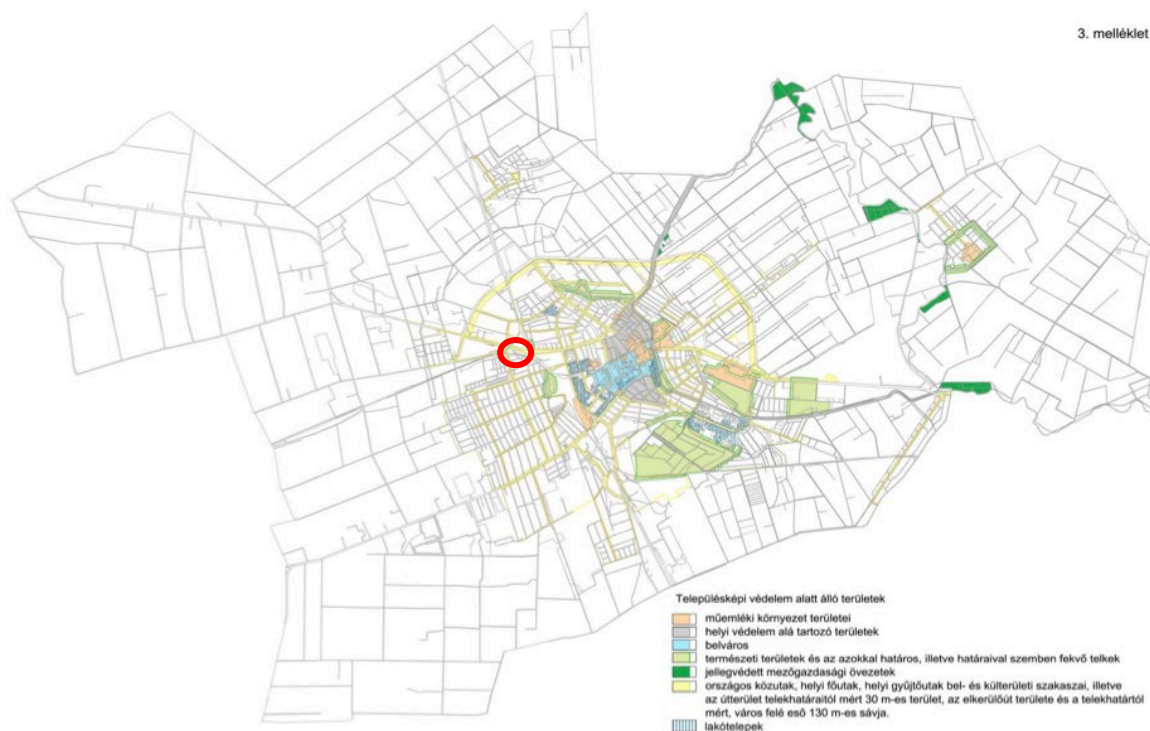 3. melléklet
Településképi védelem alatt álló területek
műemléki környezet területei
helyi védelem alá tartozó területek
belváros
természeti területek és az azokkal határos, illetve határaival szemben fekvő telkek
jellegvédett mezőgazdasági övezetek
országos közutak, helyi főutak, helyi gyűjtőutak bel- és külterületi szakaszai, illetve
az útterület telekhatáraitól mért 30 m-es terület, az elkerülőút területe és a telekhatártól
mért, város felé eső 130 m-es sávja.
lakótelepek